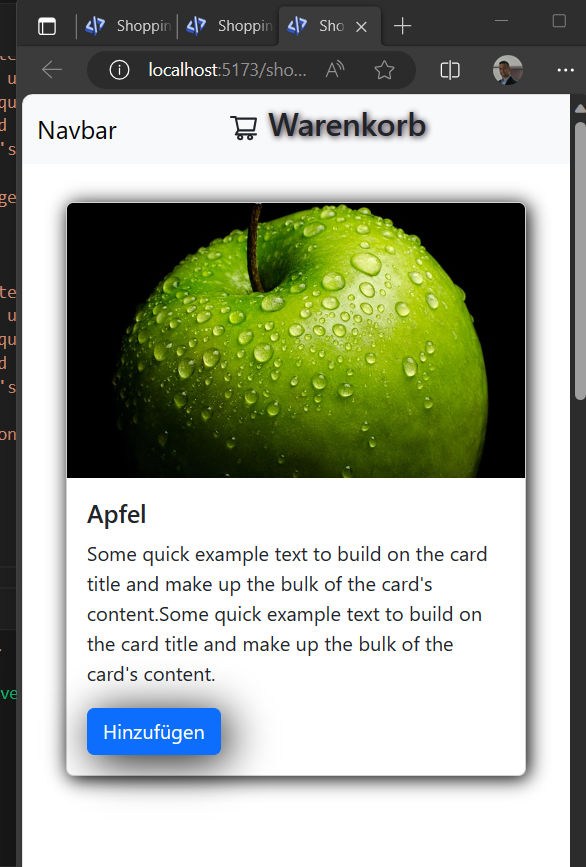 Shoppin
Shoppin
Sho
localhost:5173/sho...
Navbar
Warenkorb
Apfel
Some quick example text to build on the card
title and make up the bulk of the card's
content.Some quick example text to build on
the card title and make up the bulk of the
card's content.
Hinzufügen